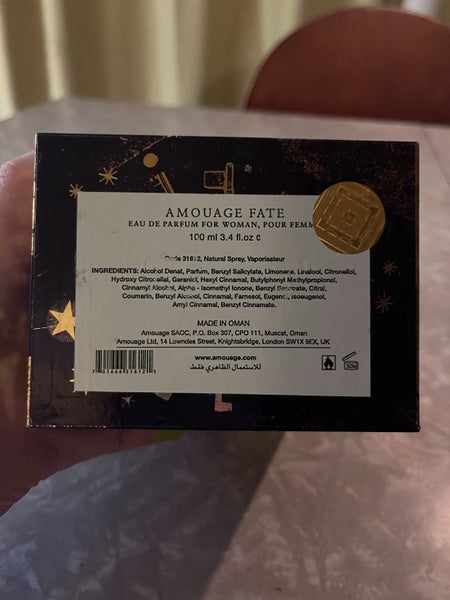 AMOUAGE FATE
EAU DE PARFUM FOR WOMAN, POUR FEMM
100 ml 3.4 fl.oz ℮
Code 31612, Natural Spray, Vaporisateur
INGREDIENTS: Alcohol Denat, Parfum, Benzyl Salicylate, Limonene, Linalool, Citronellol,
Hydroxy Citronellal, Geraniol, Hexyl Cinnamal, Butylphenyl Methylpropional,
Cinnamyl Alcohol, Alpha - Isomethyl Ionone, Benzyl Benzoate, Citral,
Coumarin, Benzyl Alcohol, Cinnamal, Farnesol, Eugenol, Isoeugenol,
Amyl Cinnamal, Benzyl Cinnamate.
MADE IN OMAN
Amouage SAOC, P.O. Box 307, CPO 111, Muscat, Oman
Amouage Ltd, 14 Lowndes Street, Knightsbridge, London SW1X 9EX, UK
www.amouage.com
للاستعمال الظاهري فقط